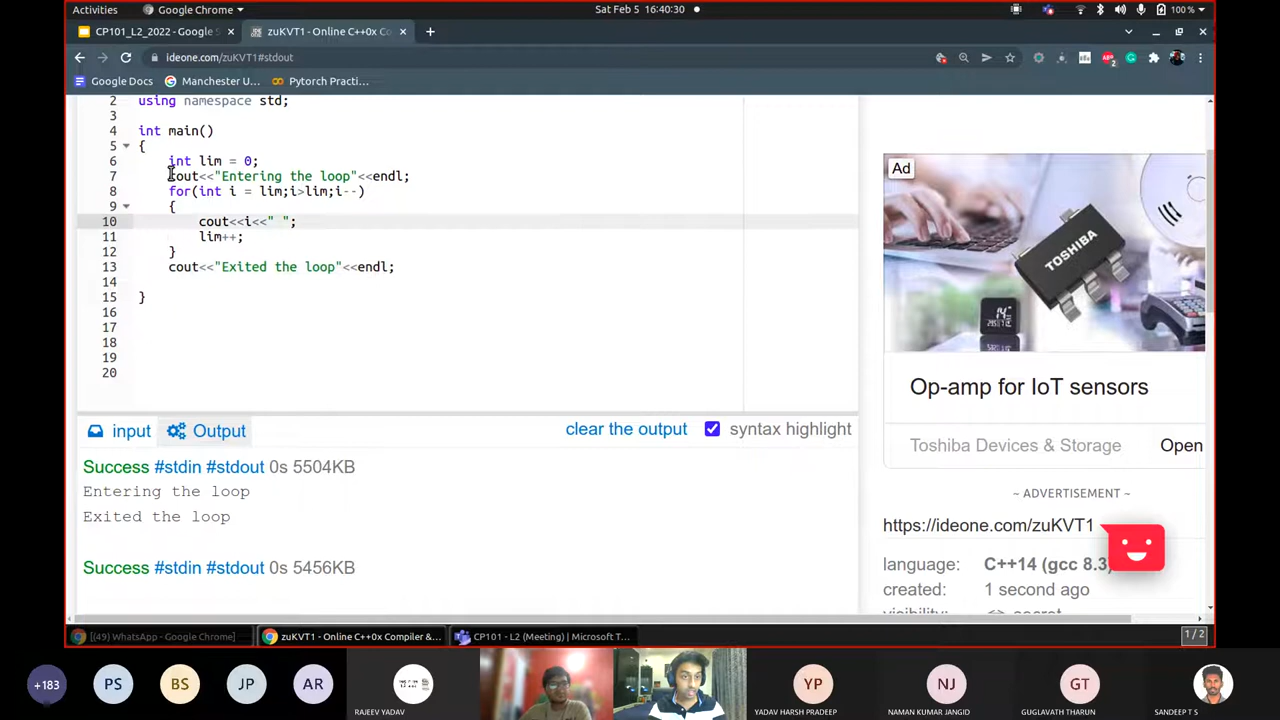 Activities
Google Chrome
Sat Feb 5 16:40:30
100%
CP101_L2_2022 - Google S
zuKVT1 - Online C++0x Com
ideone.com/zuKVT1#stdout
2
Google Docs
Manchester U...
Pytorch Practi...
2 using namespace std;
3
4 int main()
5 {
6 int lim = 0;
7 cout<<"Entering the loop"<<endl;
8 for(int i = lim;i>lim;i--)
9 {
10 cout<<i<<" ";
11 lim++;
12 }
13 cout<<"Exited the loop"<<endl;
14
15 }
16
17
18
19
20
Ad
TOSHIBA
Op-amp for IoT sensors
Toshiba Devices & Storage
Open
~ ADVERTISEMENT ~
input
Output
clear the output
syntax highlight
Success #stdin #stdout 0s 5504KB
Entering the loop
Exited the loop
Success #stdin #stdout 0s 5456KB
https://ideone.com/zuKVT1
language: C++14 (gcc 8.3)
created: 1 second ago
[(49) WhatsApp - Google Chrome]
zuKVT1 - Online C++0x Compiler &...
CP101 - L2 (Meeting) | Microsoft T...
1 / 2
+183
PS
BS
JP
AR
YP
NJ
GT
RAJEEV YADAV
YADAV HARSH PRADEEP
NAMAN KUMAR JANGID
GUGLAVATH THARUN
SANDEEP T S